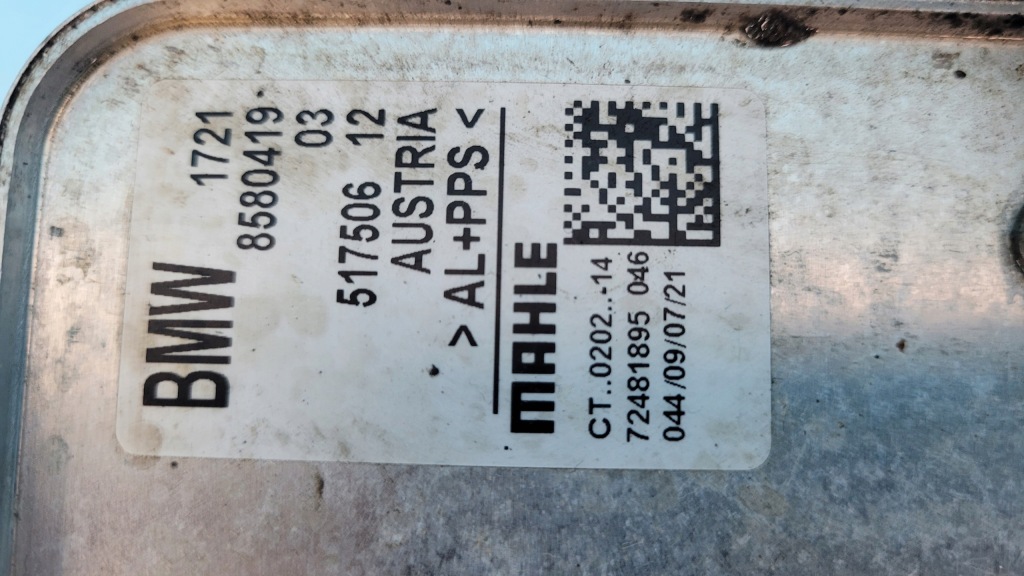 BMW
1721
8580419
03
517506 12
AUSTRIA
> AL+PPS <
MAHLE
CT..0202..-14
72481895 046
044/09/07/21